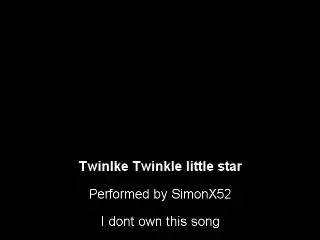 Twinlke Twinkle little star
Performed by SimonX52
I dont own this song